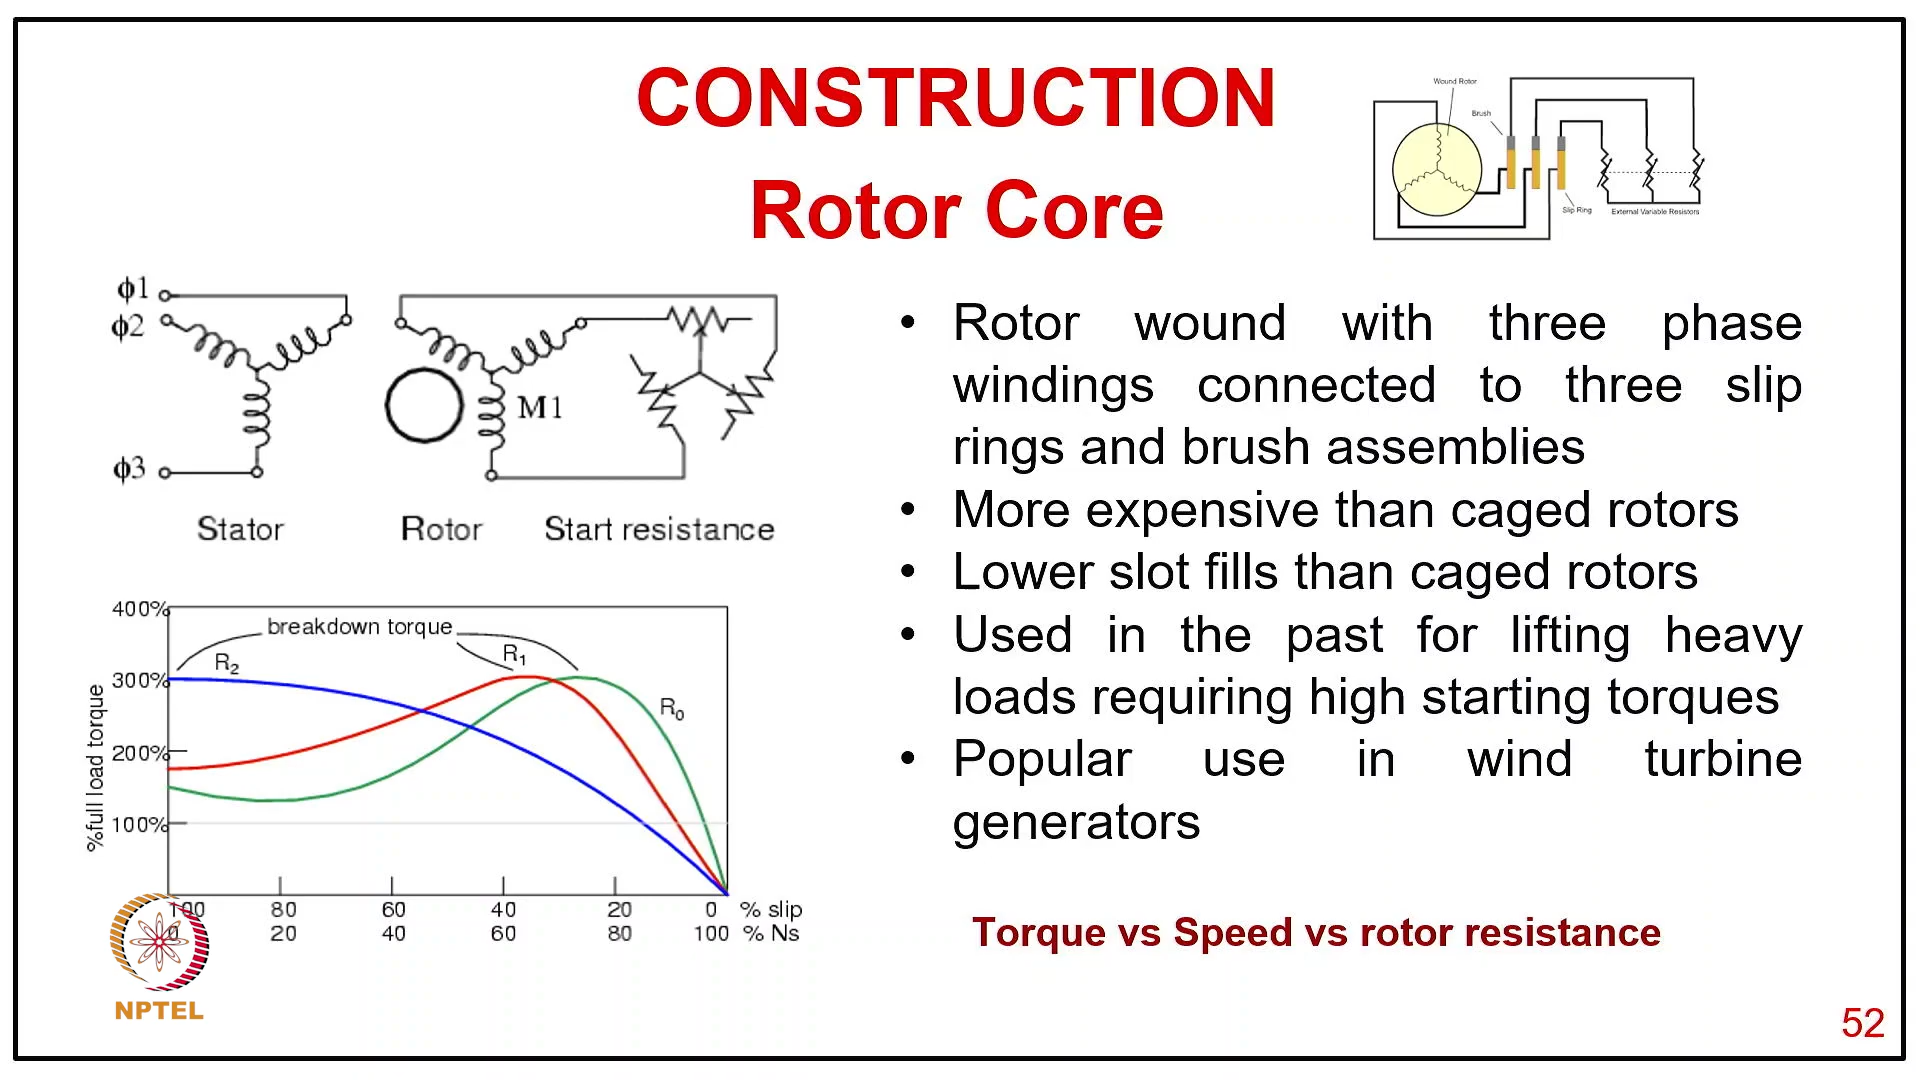 CONSTRUCTION
Rotor Core
Wound Rotor
Brush
Slip Ring
External Variable Resistors
ϕ1
ϕ2
ϕ3
M1
Stator Rotor Start resistance
• Rotor wound with three phase
windings connected to three slip
rings and brush assemblies
• More expensive than caged rotors
• Lower slot fills than caged rotors
• Used in the past for lifting heavy
loads requiring high starting torques
• Popular use in wind turbine
generators
Torque vs Speed vs rotor resistance
%full load torque
400%
300%
200%
100%
breakdown torque
R2
R1
R0
100 80 60 40 20 0 % slip
0 20 40 60 80 100 % Ns
NPTEL
52